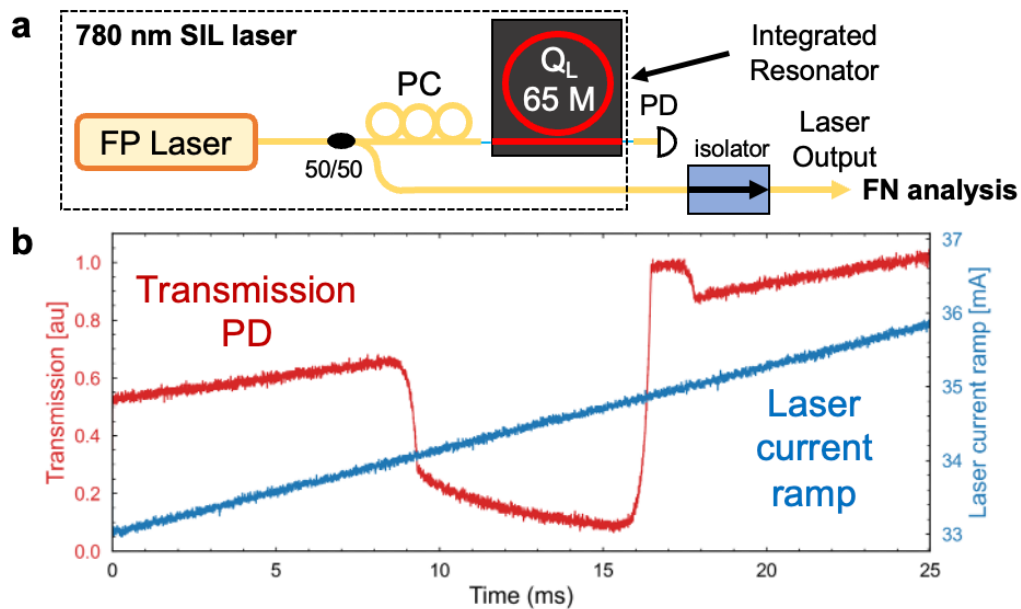 a
780 nm SIL laser
FP Laser
50/50
PC
Q_L
65 M
PD
Integrated
Resonator
isolator
Laser
Output
FN analysis
b
Transmission
PD
Laser
current
ramp
Transmission [au]
1.0
0.8
0.6
0.4
0.2
0.0
Laser current ramp [mA]
37
36
35
34
33
0
5
10
15
20
25
Time (ms)